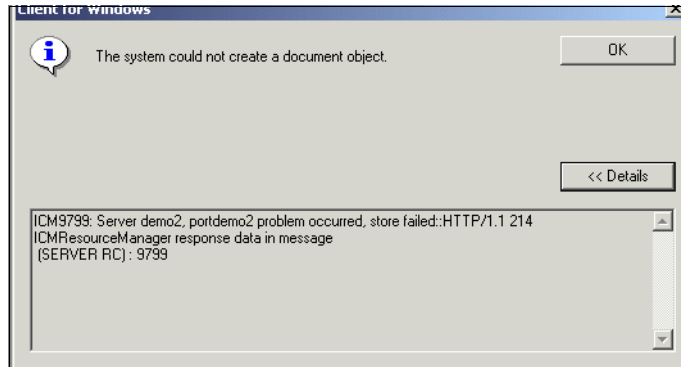 Client for Windows
The system could not create a document object.
OK
<< Details
ICM9799: Server demo2, portdemo2 problem occurred, store failed::HTTP/1.1 214
ICMResourceManager response data in message
(SERVER RC) : 9799